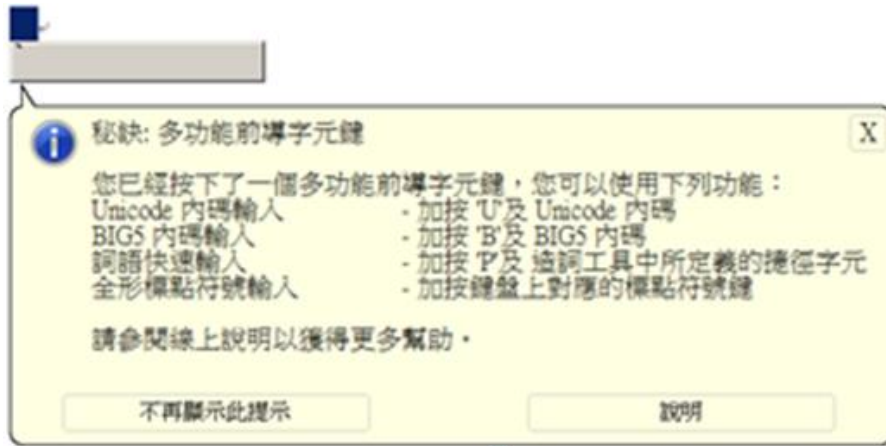 秘訣: 多功能前導字元鍵
X
您已經按下了一個多功能前導字元鍵，您可以使用下列功能：
Unicode 內碼輸入 - 加按 'U'及 Unicode 內碼
BIG5 內碼輸入 - 加按 'B'及 BIG5 內碼
詞語快速輸入 - 加按 'P'及 造詞工具中所定義的捷徑字元
全形標點符號輸入 - 加按鍵盤上對應的標點符號鍵
請參閱線上說明以獲得更多幫助。
不再顯示此提示
說明